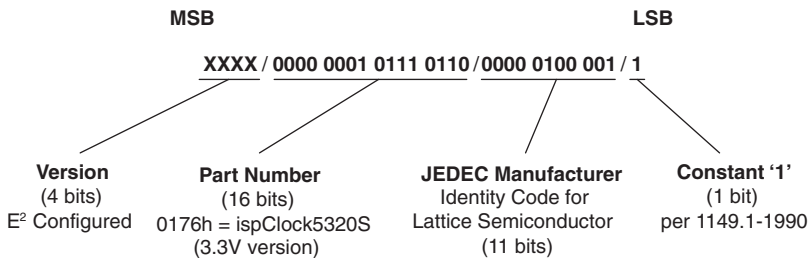 MSB LSB
XXXX / 0000 0001 0111 0110 / 0000 0100 001 / 1
Version
(4 bits)
E² Configured
Part Number
(16 bits)
0176h = ispClock5320S
(3.3V version)
JEDEC Manufacturer
Identity Code for
Lattice Semiconductor
(11 bits)
Constant ‘1’
(1 bit)
per 1149.1-1990